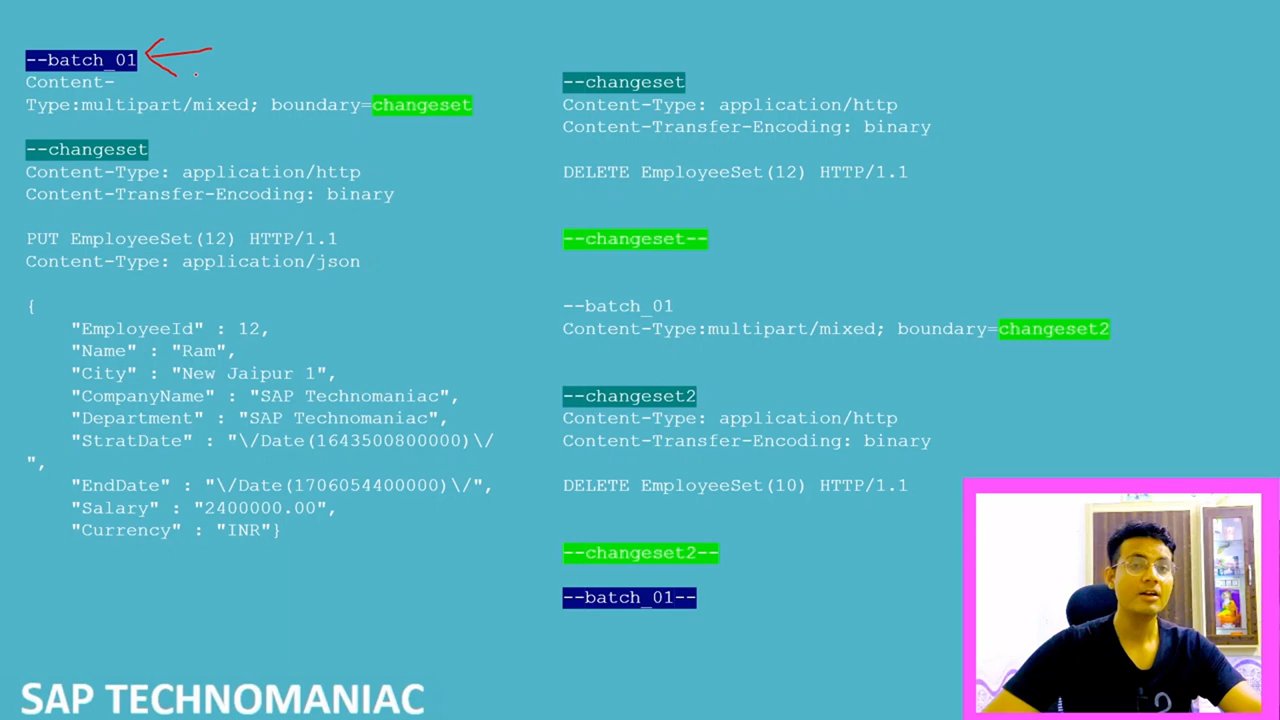 --batch_01
Content-
Type:multipart/mixed; boundary=changeset
--changeset
Content-Type: application/http
Content-Transfer-Encoding: binary
PUT EmployeeSet(12) HTTP/1.1
Content-Type: application/json
{
"EmployeeId" : 12,
"Name" : "Ram",
"City" : "New Jaipur 1",
"CompanyName" : "SAP Technomaniac",
"Department" : "SAP Technomaniac",
"StratDate" : "\/Date(1643500800000)\/
",
"EndDate" : "\/Date(1706054400000)\/",
"Salary" : "2400000.00",
"Currency" : "INR"}
--changeset
Content-Type: application/http
Content-Transfer-Encoding: binary
DELETE EmployeeSet(12) HTTP/1.1
--changeset--
--batch_01
Content-Type:multipart/mixed; boundary=changeset2
--changeset2
Content-Type: application/http
Content-Transfer-Encoding: binary
DELETE EmployeeSet(10) HTTP/1.1
--changeset2--
--batch_01--
SAP TECHNOMANIAC